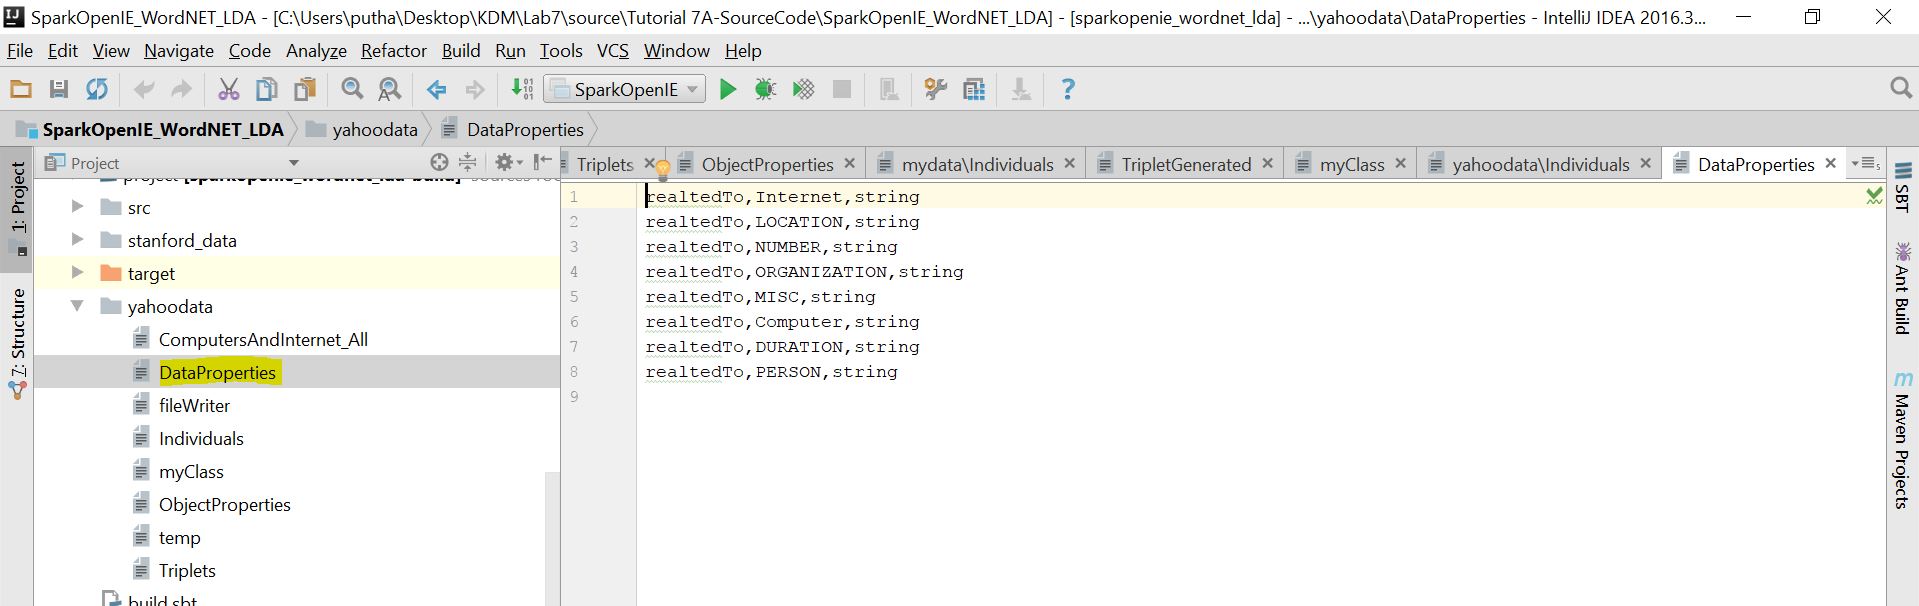 SparkOpenIE_WordNET_LDA - [C:\Users\putha\Desktop\KDM\Lab7\source\Tutorial 7A-SourceCode\SparkOpenIE_WordNET_LDA] - [sparkopenie_wordnet_lda] - ...\yahoodata\DataProperties - IntelliJ IDEA 2016.3...
File Edit View Navigate Code Analyze Refactor Build Run Tools VCS Window Help
SparkOpenIE
SparkOpenIE_WordNET_LDA yahoodata DataProperties
Project
Triplets ObjectProperties mydata\Individuals TripletGenerated myClass yahoodata\Individuals DataProperties
1: Project
7: Structure
project [sparkopenie_wordnet_lda-build]
src
stanford_data
target
yahoodata
ComputersAndInternet_All
DataProperties
fileWriter
Individuals
myClass
ObjectProperties
temp
Triplets
build.sbt
1 realtedTo,Internet,string
2 realtedTo,LOCATION,string
3 realtedTo,NUMBER,string
4 realtedTo,ORGANIZATION,string
5 realtedTo,MISC,string
6 realtedTo,Computer,string
7 realtedTo,DURATION,string
8 realtedTo,PERSON,string
9
SBT
Ant Build
Maven Projects